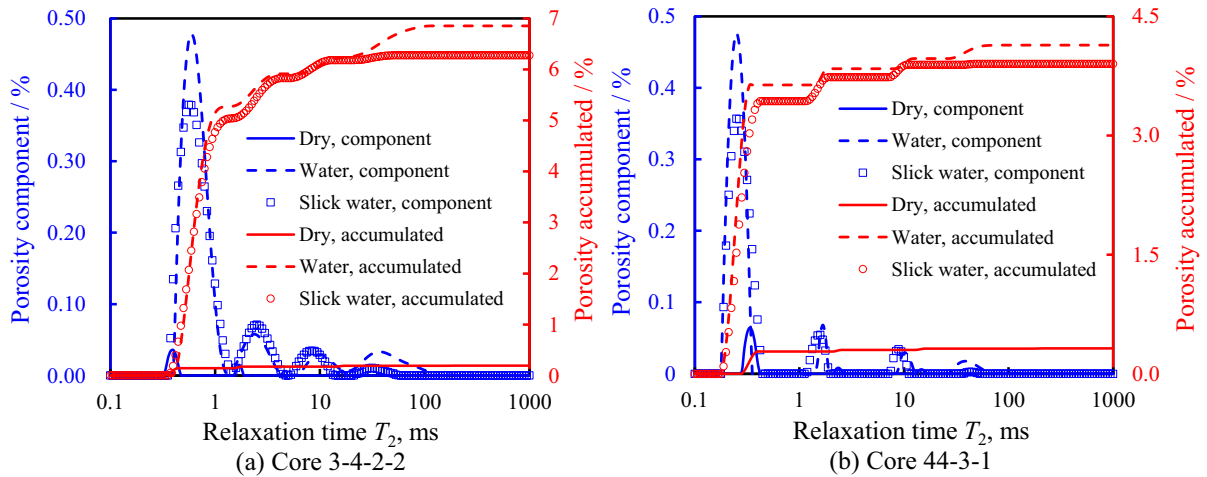 0.50
0.40
0.30
0.20
0.10
0.00
Porosity component / %
7
6
5
4
3
2
1
0
Porosity accumulated / %
Dry, component
Water, component
Slick water, component
Dry, accumulated
Water, accumulated
Slick water, accumulated
0.1 1 10 100 1000
Relaxation time T2, ms
(a) Core 3-4-2-2
0.5
0.4
0.3
0.2
0.1
0
Porosity component / %
4.5
3.0
1.5
0.0
Porosity accumulated / %
Dry, component
Water, component
Slick water, component
Dry, accumulated
Water, accumulated
Slick water, accumulated
0.1 1 10 100 1000
Relaxation time T2, ms
(b) Core 44-3-1